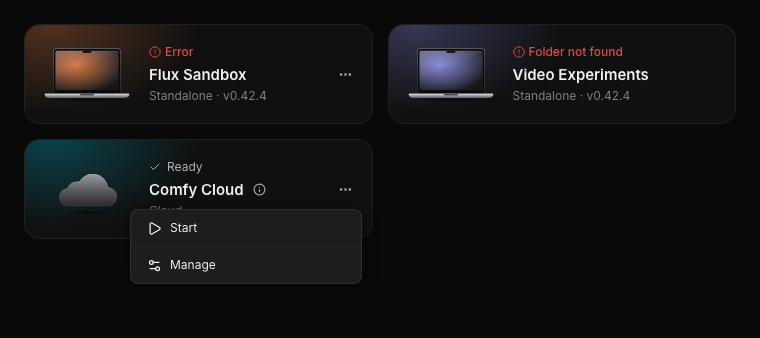 Error
Flux Sandbox
Standalone · v0.42.4
Folder not found
Video Experiments
Standalone · v0.42.4
Ready
Comfy Cloud
Cloud
Start
Manage